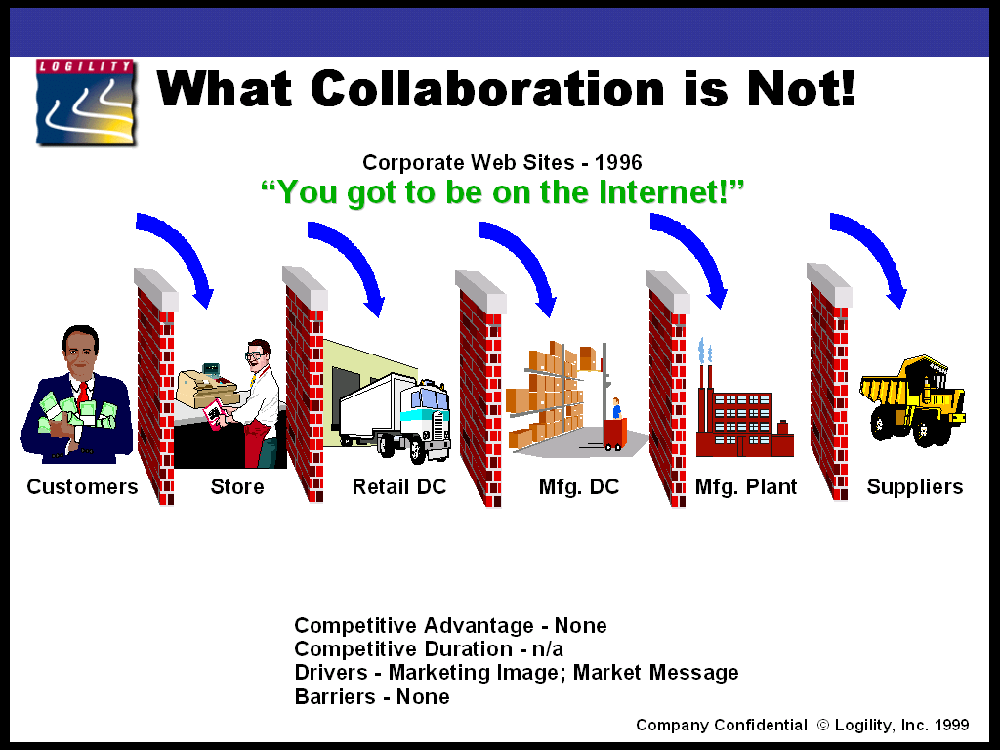 LOGILITY
What Collaboration is Not!
Corporate Web Sites - 1996
“You got to be on the Internet!”
Customers Store Retail DC Mfg. DC Mfg. Plant Suppliers
Competitive Advantage - None
Competitive Duration - n/a
Drivers - Marketing Image; Market Message
Barriers - None
Company Confidential © Logility, Inc. 1999